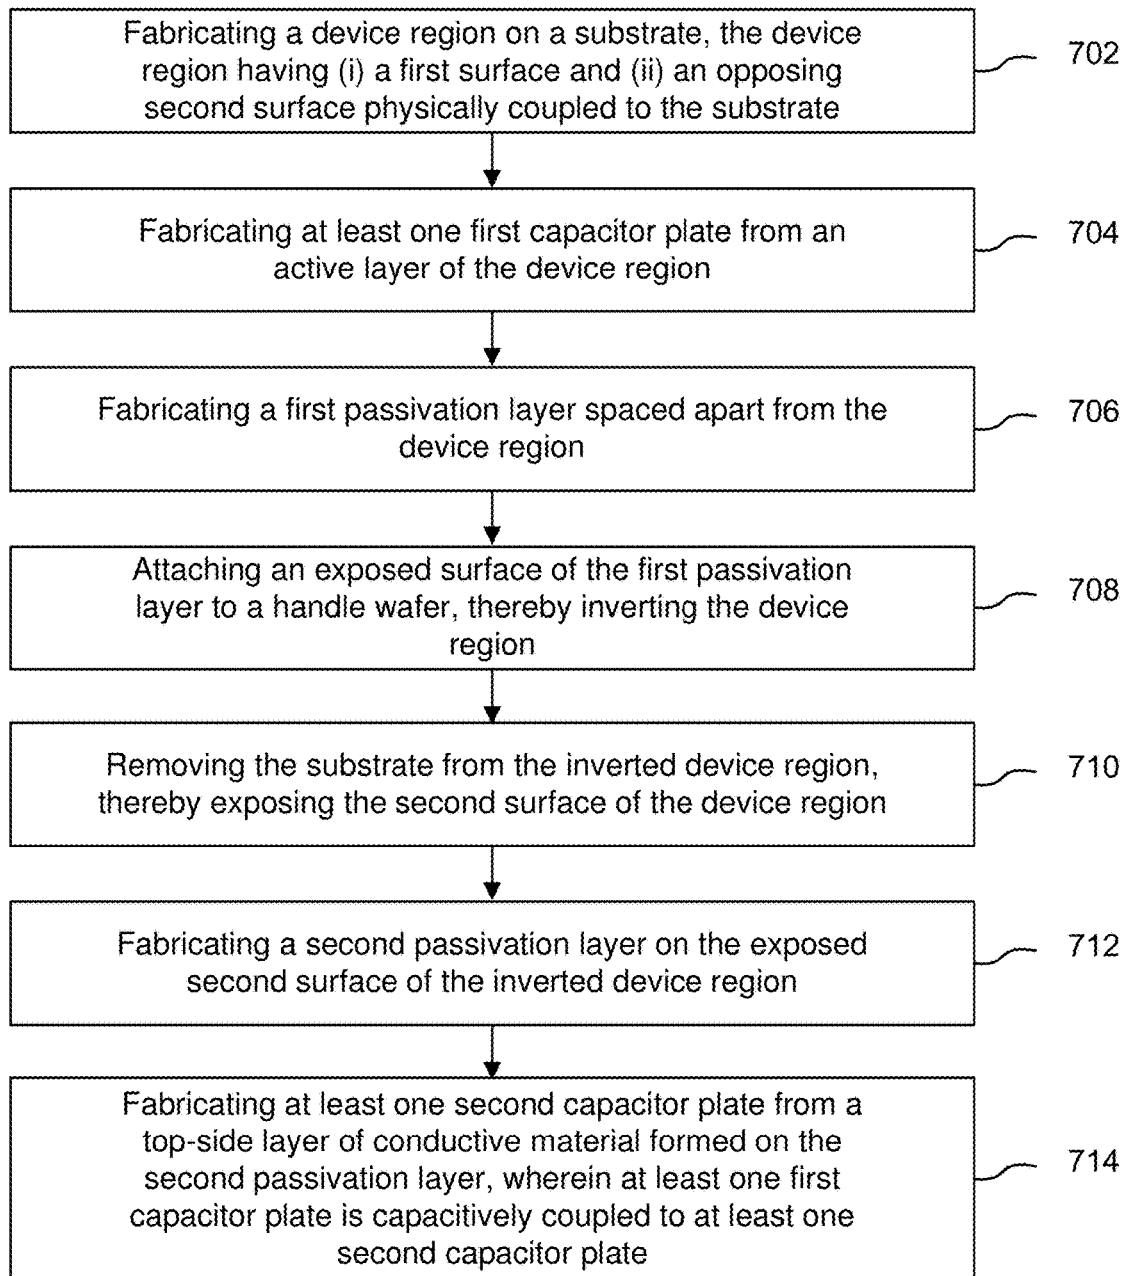 Fabricating a device region on a substrate, the device
region having (i) a first surface and (ii) an opposing
second surface physically coupled to the substrate
702
Fabricating at least one first capacitor plate from an
active layer of the device region
704
Fabricating a first passivation layer spaced apart from the
device region
706
Attaching an exposed surface of the first passivation
layer to a handle wafer, thereby inverting the device
region
708
Removing the substrate from the inverted device region,
thereby exposing the second surface of the device region
710
Fabricating a second passivation layer on the exposed
second surface of the inverted device region
712
Fabricating at least one second capacitor plate from a
top-side layer of conductive material formed on the
second passivation layer, wherein at least one first
capacitor plate is capacitively coupled to at least one
second capacitor plate
714